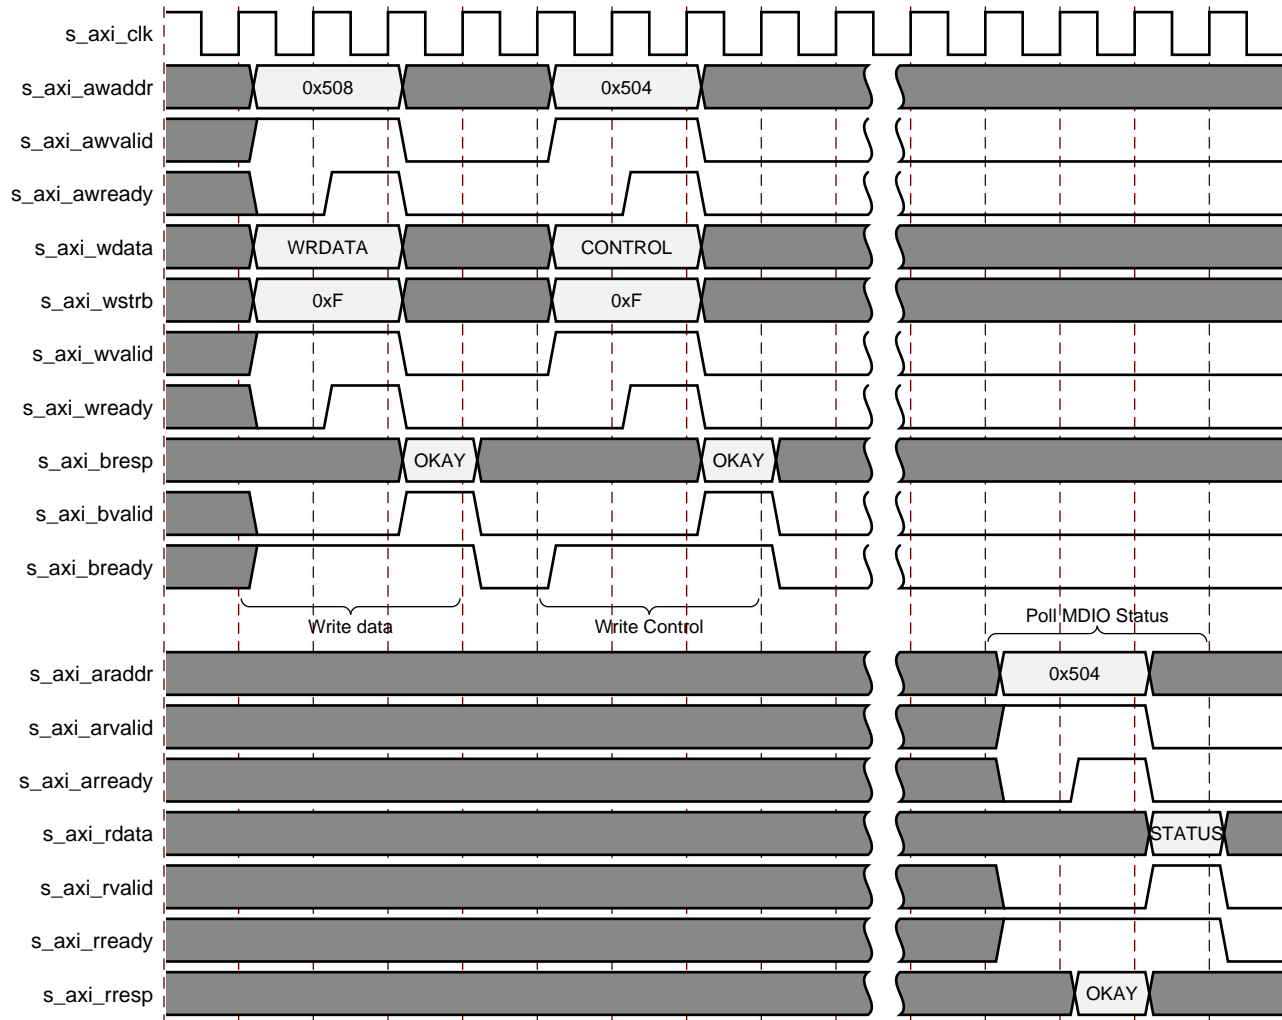 s_axi_clk
s_axi_awaddr 0x508 0x504
s_axi_awvalid
s_axi_awready
s_axi_wdata WRDATA CONTROL
s_axi_wstrb 0xF 0xF
s_axi_wvalid
s_axi_wready
s_axi_bresp OKAY OKAY
s_axi_bvalid
s_axi_bready
Write data Write Control Poll MDIO Status
s_axi_araddr 0x504
s_axi_arvalid
s_axi_arready
s_axi_rdata STATUS
s_axi_rvalid
s_axi_rready
s_axi_rresp OKAY